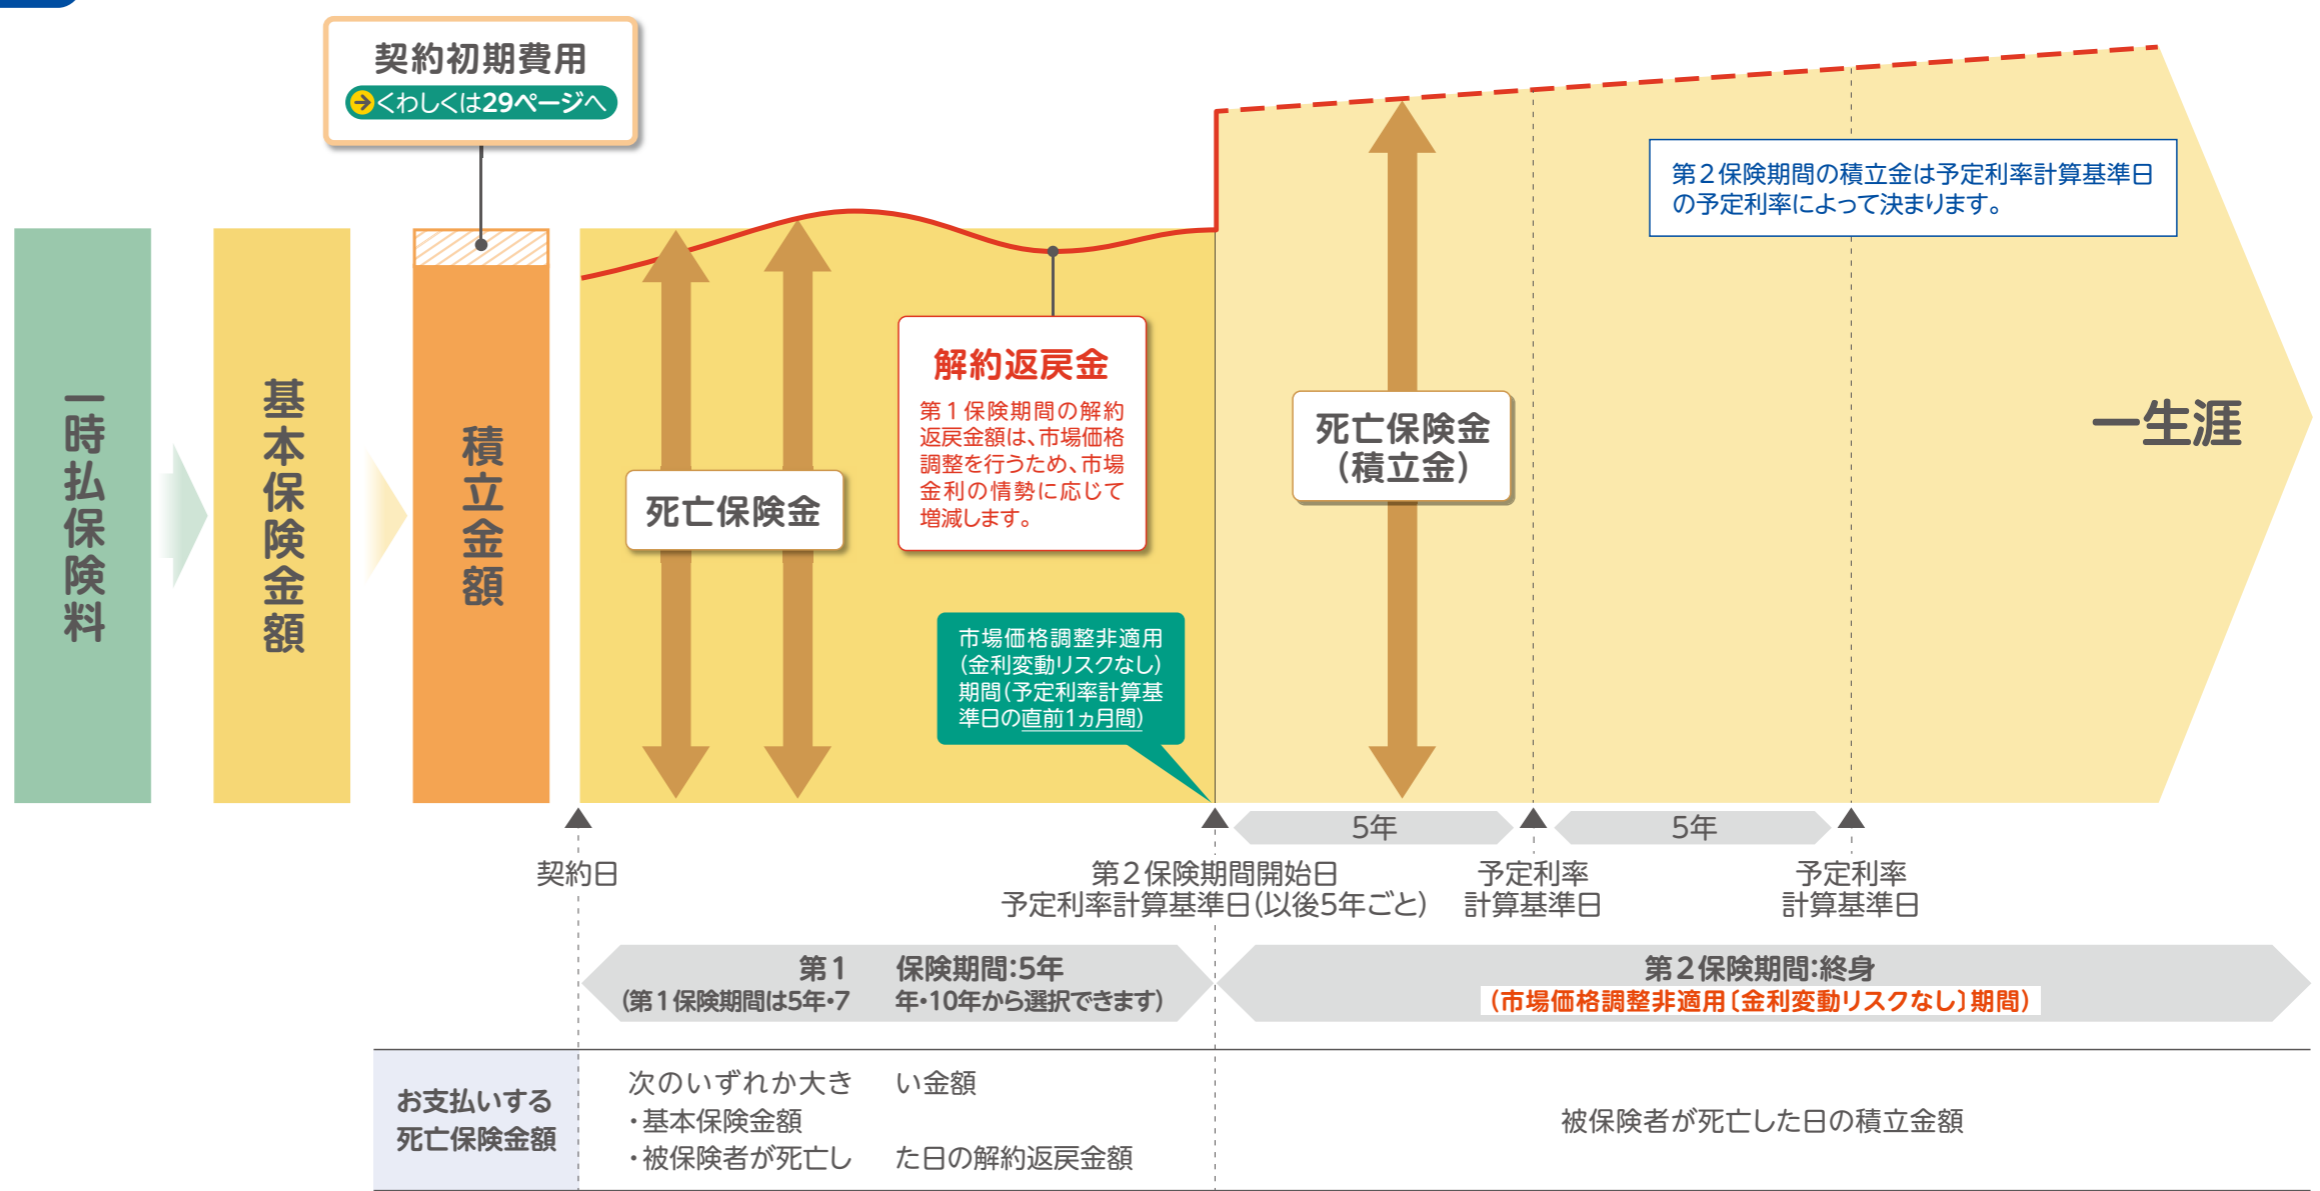 契約初期費用
くわしくは29ページへ
一時払保険料
基本保険金額
積立金額
死亡保険金
解約返戻金
第1保険期間の解約
返戻金額は、市場価格
調整を行うため、市場
金利の情勢に応じて
増減します。
市場価格調整非適用
(金利変動リスクなし)
期間(予定利率計算基
準日の直前1ヵ月間)
死亡保険金
(積立金)
第2保険期間の積立金は予定利率計算基準日
の予定利率によって決まります。
一生涯
5年
5年
契約日
第2保険期間開始日
予定利率計算基準日(以後5年ごと)
予定利率
計算基準日
予定利率
計算基準日
第1 保険期間:5年
(第1保険期間は5年・7 年・10年から選択できます)
第2保険期間:終身
(市場価格調整非適用〔金利変動リスクなし〕期間)
お支払いする
死亡保険金額
次のいずれか大き い金額
・基本保険金額
・被保険者が死亡し た日の解約返戻金額
被保険者が死亡した日の積立金額